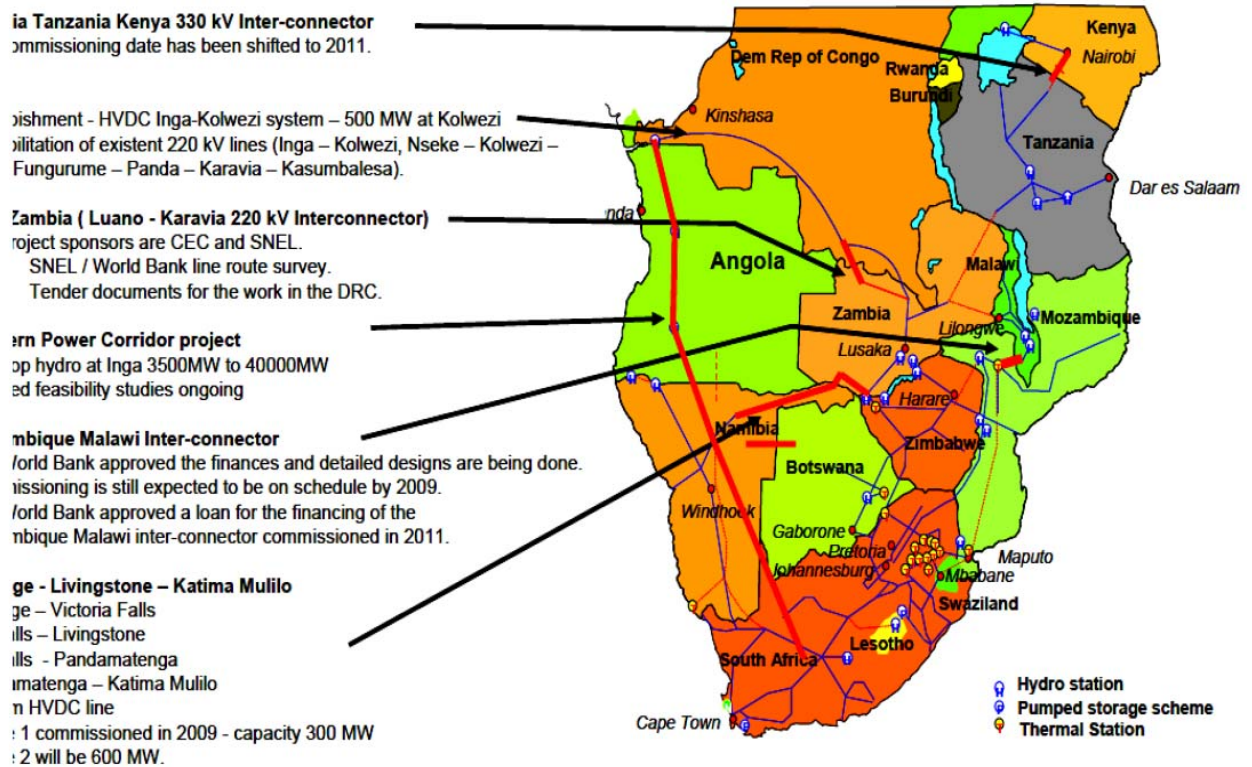 ia Tanzania Kenya 330 kV Inter-connector
ommissioning date has been shifted to 2011.
bishment - HVDC Inga-Kolwezi system – 500 MW at Kolwezi
bilitation of existent 220 kV lines (Inga – Kolwezi, Nseke – Kolwezi –
Fungurume – Panda – Karavia – Kasumbalesa).
Zambia ( Luano - Karavia 220 kV Interconnector)
roject sponsors are CEC and SNEL.
SNEL / World Bank line route survey.
Tender documents for the work in the DRC.
ern Power Corridor project
op hydro at Inga 3500MW to 40000MW
ed feasibility studies ongoing
mbique Malawi Inter-connector
World Bank approved the finances and detailed designs are being done.
missioning is still expected to be on schedule by 2009.
World Bank approved a loan for the financing of the
mbique Malawi inter-connector commissioned in 2011.
ge - Livingstone – Katima Mulilo
ge – Victoria Falls
alls – Livingstone
alls - Pandamatenga
amatenga – Katima Mulilo
m HVDC line
e 1 commissioned in 2009 - capacity 300 MW
e 2 will be 600 MW.
Kenya
Nairobi
Dem Rep of Congo
Rwanda
Burundi
Kinshasa
Tanzania
Dar es Salaam
nda
Angola
Malawi
Zambia
Lilongwe
Mozambique
Lusaka
Harare
Namibia
Zimbabwe
Botswana
Windhoek
Gaborone
Pretoria
Johannesburg
Maputo
Mbabane
Swaziland
Lesotho
South Africa
Cape Town
Hydro station
Pumped storage scheme
Thermal Station